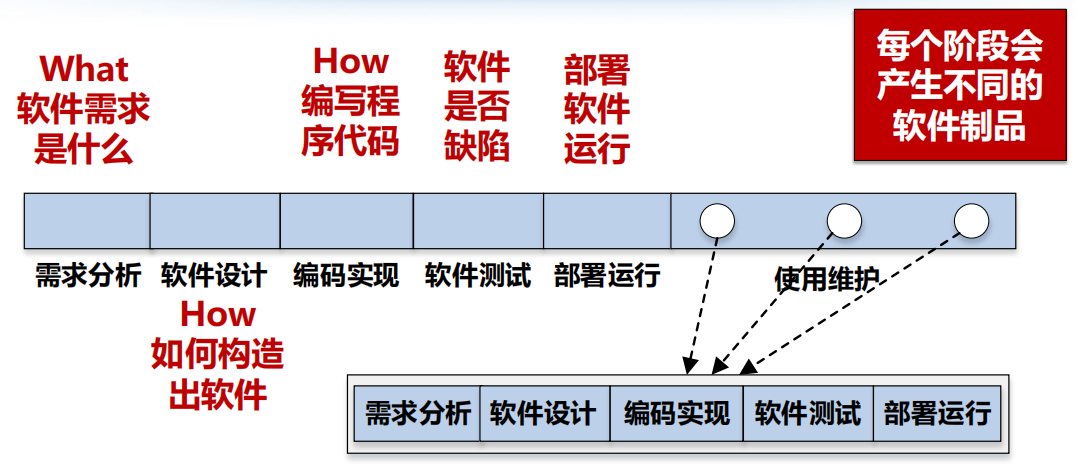 What
软件需求
是什么
How
编写程
序代码
软件
是否
缺陷
部署
软件
运行
每个阶段会
产生不同的
软件制品
需求分析
软件设计
编码实现
软件测试
部署运行
使用维护
How
如何构造
出软件
需求分析
软件设计
编码实现
软件测试
部署运行